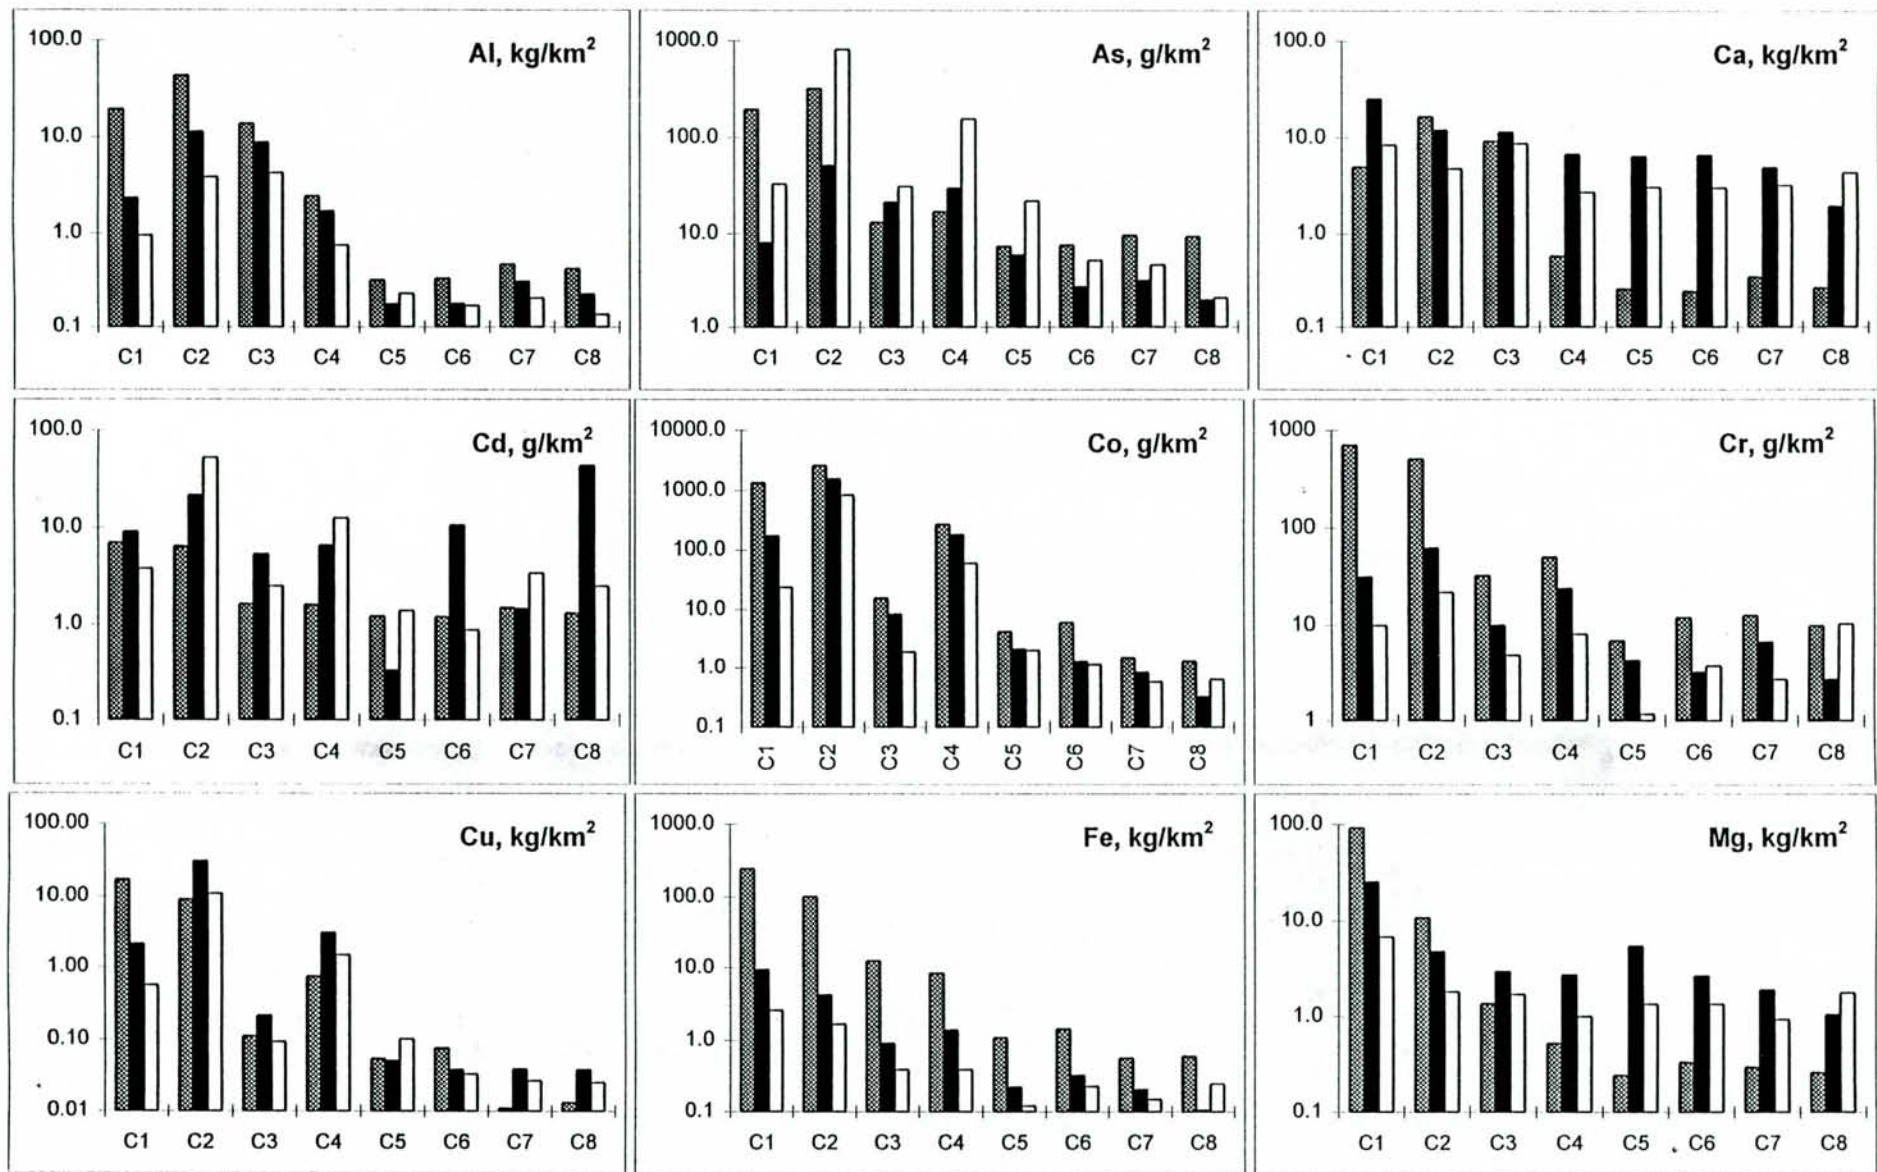 Al, kg/km²
100.0
10.0
1.0
0.1
C1 C2 C3 C4 C5 C6 C7 C8
As, g/km²
1000.0
100.0
10.0
1.0
C1 C2 C3 C4 C5 C6 C7 C8
Ca, kg/km²
100.0
10.0
1.0
0.1
C1 C2 C3 C4 C5 C6 C7 C8
Cd, g/km²
100.0
10.0
1.0
0.1
C1 C2 C3 C4 C5 C6 C7 C8
Co, g/km²
10000.0
1000.0
100.0
10.0
1.0
0.1
C1 C2 C3 C4 C5 C6 C7 C8
Cr, g/km²
1000
100
10
1
C1 C2 C3 C4 C5 C6 C7 C8
Cu, kg/km²
100.00
10.00
1.00
0.10
0.01
C1 C2 C3 C4 C5 C6 C7 C8
Fe, kg/km²
1000.0
100.0
10.0
1.0
0.1
C1 C2 C3 C4 C5 C6 C7 C8
Mg, kg/km²
100.0
10.0
1.0
0.1
C1 C2 C3 C4 C5 C6 C7 C8